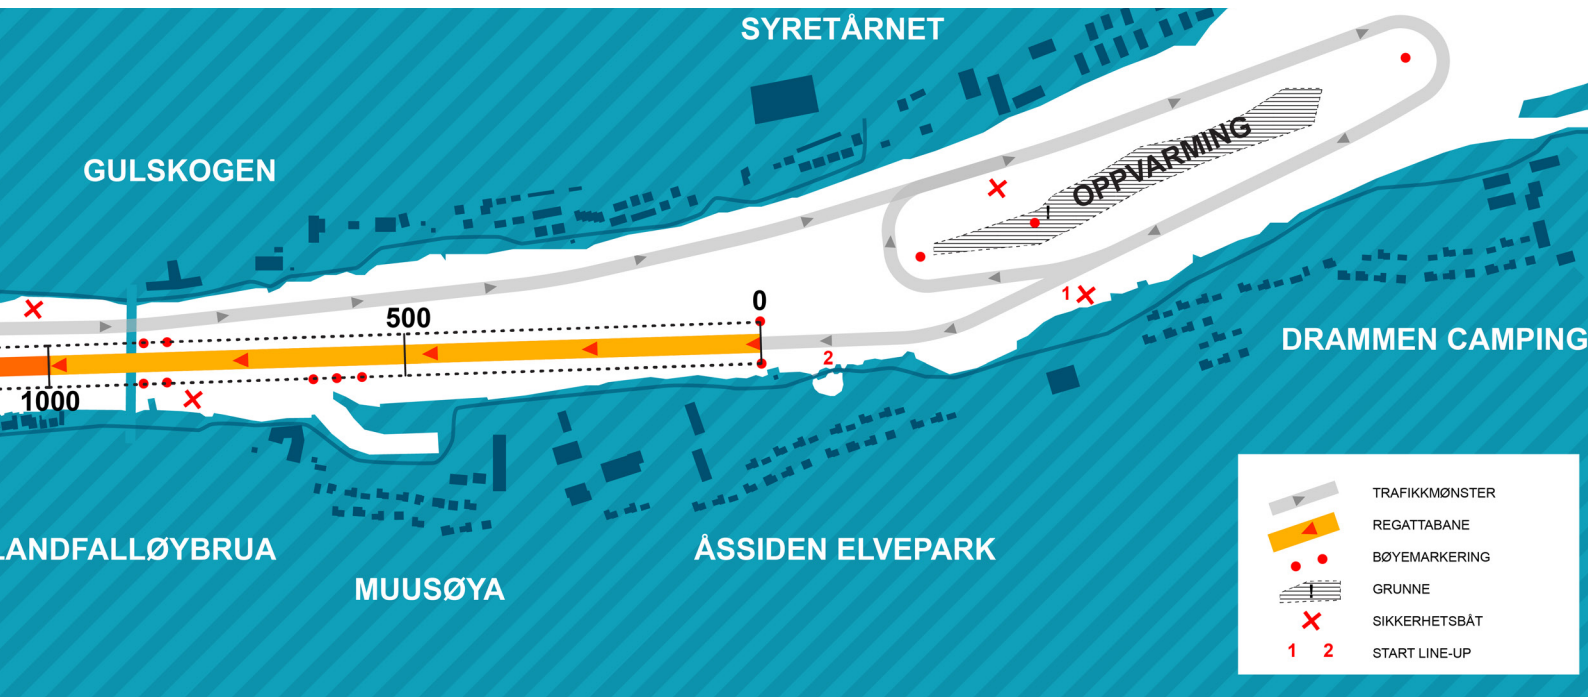 SYRETÅRNET
GULSKOGEN
OPPVARMING
!
1
0
500
2
DRAMMEN CAMPING
1000
LANDFALLØYBRUA
MUUSØYA
ÅSSIDEN ELVEPARK
TRAFIKKMØNSTER
REGATTABANE
BØYEMARKERING
! GRUNNE
SIKKERHETSBÅT
1 2 START LINE-UP